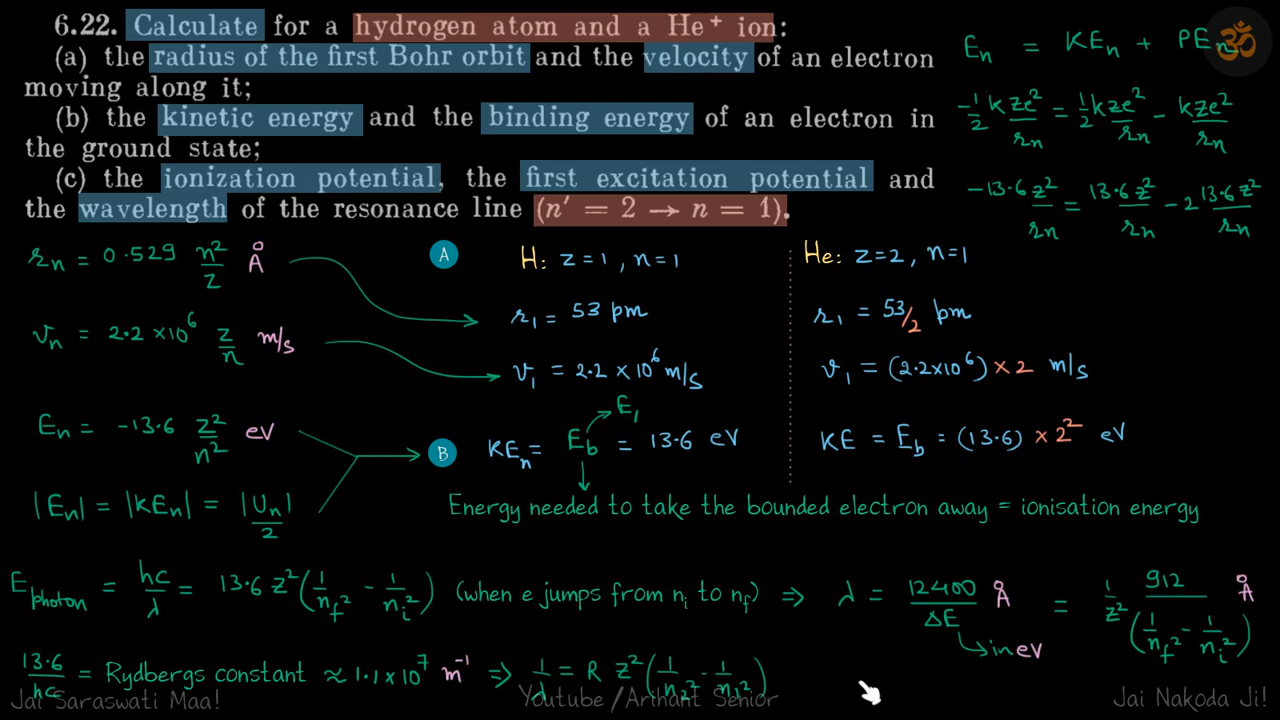 6.22. Calculate for a hydrogen atom and a He⁺ ion:
(a) the radius of the first Bohr orbit and the velocity of an electron
moving along it;
(b) the kinetic energy and the binding energy of an electron in
the ground state;
(c) the ionization potential, the first excitation potential and
the wavelength of the resonance line (n′ = 2 → n = 1).
ॐ
Eₙ = KEₙ + PEₙ
-1/2 kze²/rₙ = 1/2 kze²/rₙ - kze²/rₙ
-13.6 z²/rₙ = 13.6 z²/rₙ - 2 13.6 z²/rₙ
rₙ = 0.529 n²/z Å
vₙ = 2.2 × 10⁶ z/n m/s
Eₙ = -13.6 z²/n² eV
|Eₙ| = |KEₙ| = |Uₙ|/2
A
H: z=1, n=1
r₁ = 53 pm
v₁ = 2.2 × 10⁶ m/s
He: z=2, n=1
r₁ = 53/2 pm
v₁ = (2.2×10⁶) × 2 m/s
E₁
B
KEₙ = E_b = 13.6 eV
KE = E_b = (13.6) × 2² eV
Energy needed to take the bounded electron away = ionisation energy
E_photon = hc/λ = 13.6 z² (1/n_f² - 1/n_i²) (when e jumps from n_i to n_f) ⇒ λ = 12400/ΔE Å = 1/z² 912/(1/n_f² - 1/n_i²) Å
in eV
13.6/hc = Rydbergs constant ≈ 1.1 × 10⁷ m⁻¹ ⇒ 1/λ = R z² (1/n₂² - 1/n₁²)
Jai Saraswati Maa!
Youtube / Arihant Senior
Jai Nakoda Ji!